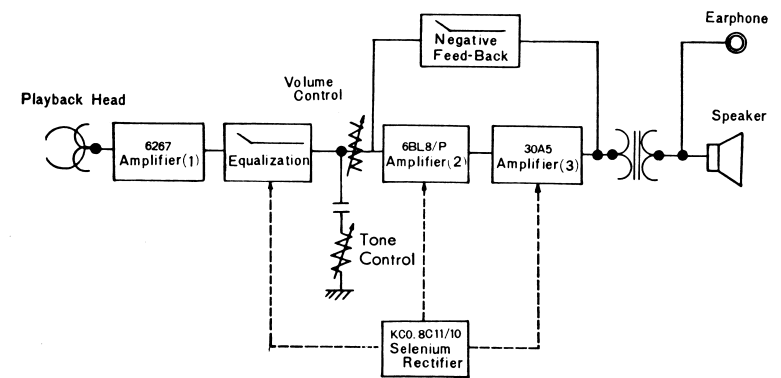 Earphone
Negative
Feed-Back
Volume
Control
Playback Head
Speaker
6267
Amplifier(1)
Equalization
6BL8/P
Amplifier(2)
30A5
Amplifier(3)
Tone
Control
KC0.8C11/10
Selenium
Rectifier